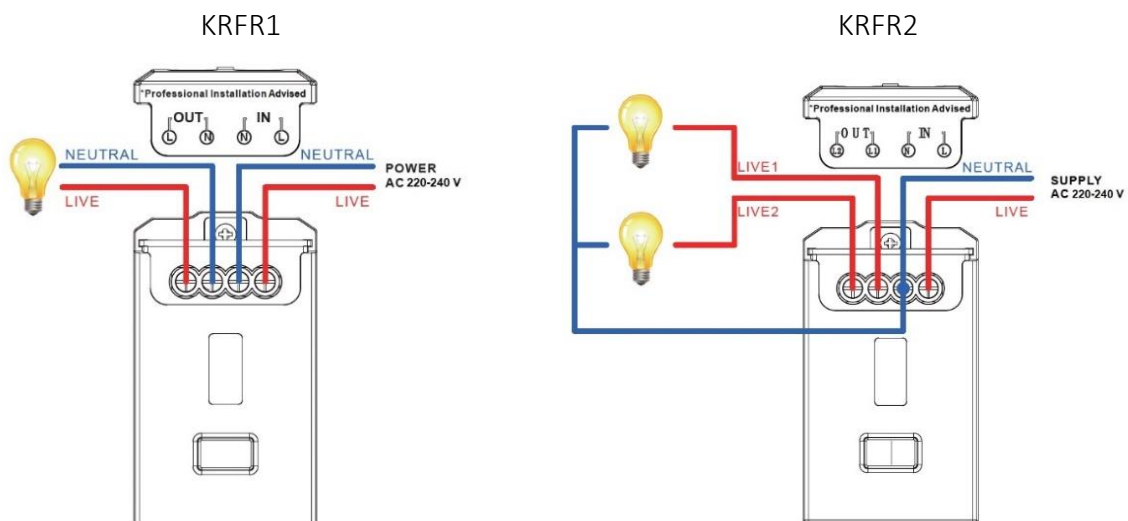 KRFR1
*Professional Installation Advised
OUT IN
L N N L
NEUTRAL NEUTRAL
POWER
AC 220-240 V
LIVE LIVE
KRFR2
*Professional Installation Advised
OUT IN
L2 L1 N L
LIVE1 NEUTRAL
SUPPLY
AC 220-240 V
LIVE2 LIVE